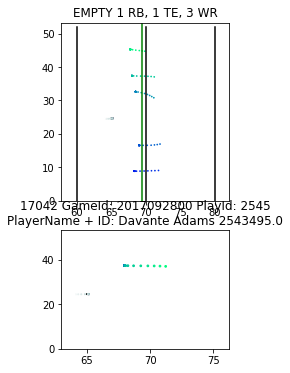 EMPTY 1 RB, 1 TE, 3 WR
50
40
30
20
10
0
60 65 70 75 80
17042 GameId: 2017092800 PlayId: 2545
PlayerName + ID: Davante Adams 2543495.0
40
20
0
65 70 75